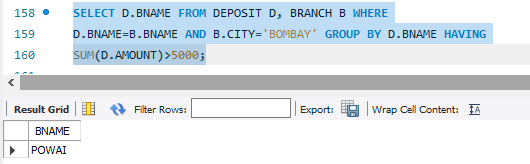 158 SELECT D.BNAME FROM DEPOSIT D, BRANCH B WHERE
159 D.BNAME=B.BNAME AND B.CITY='BOMBAY' GROUP BY D.BNAME HAVING
160 SUM(D.AMOUNT)>5000;
Result Grid Filter Rows: Export: Wrap Cell Content: IA
BNAME
POWAI